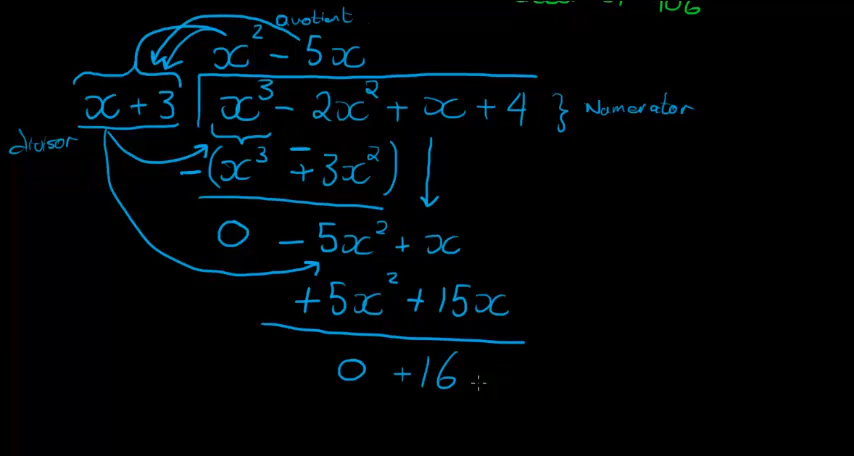 Quotient
x² - 5x
x + 3 x³ - 2x² + x + 4 } Numerator
divisor
-(x³ + 3x²)
0 - 5x² + x
+ 5x² + 15x
0 + 16